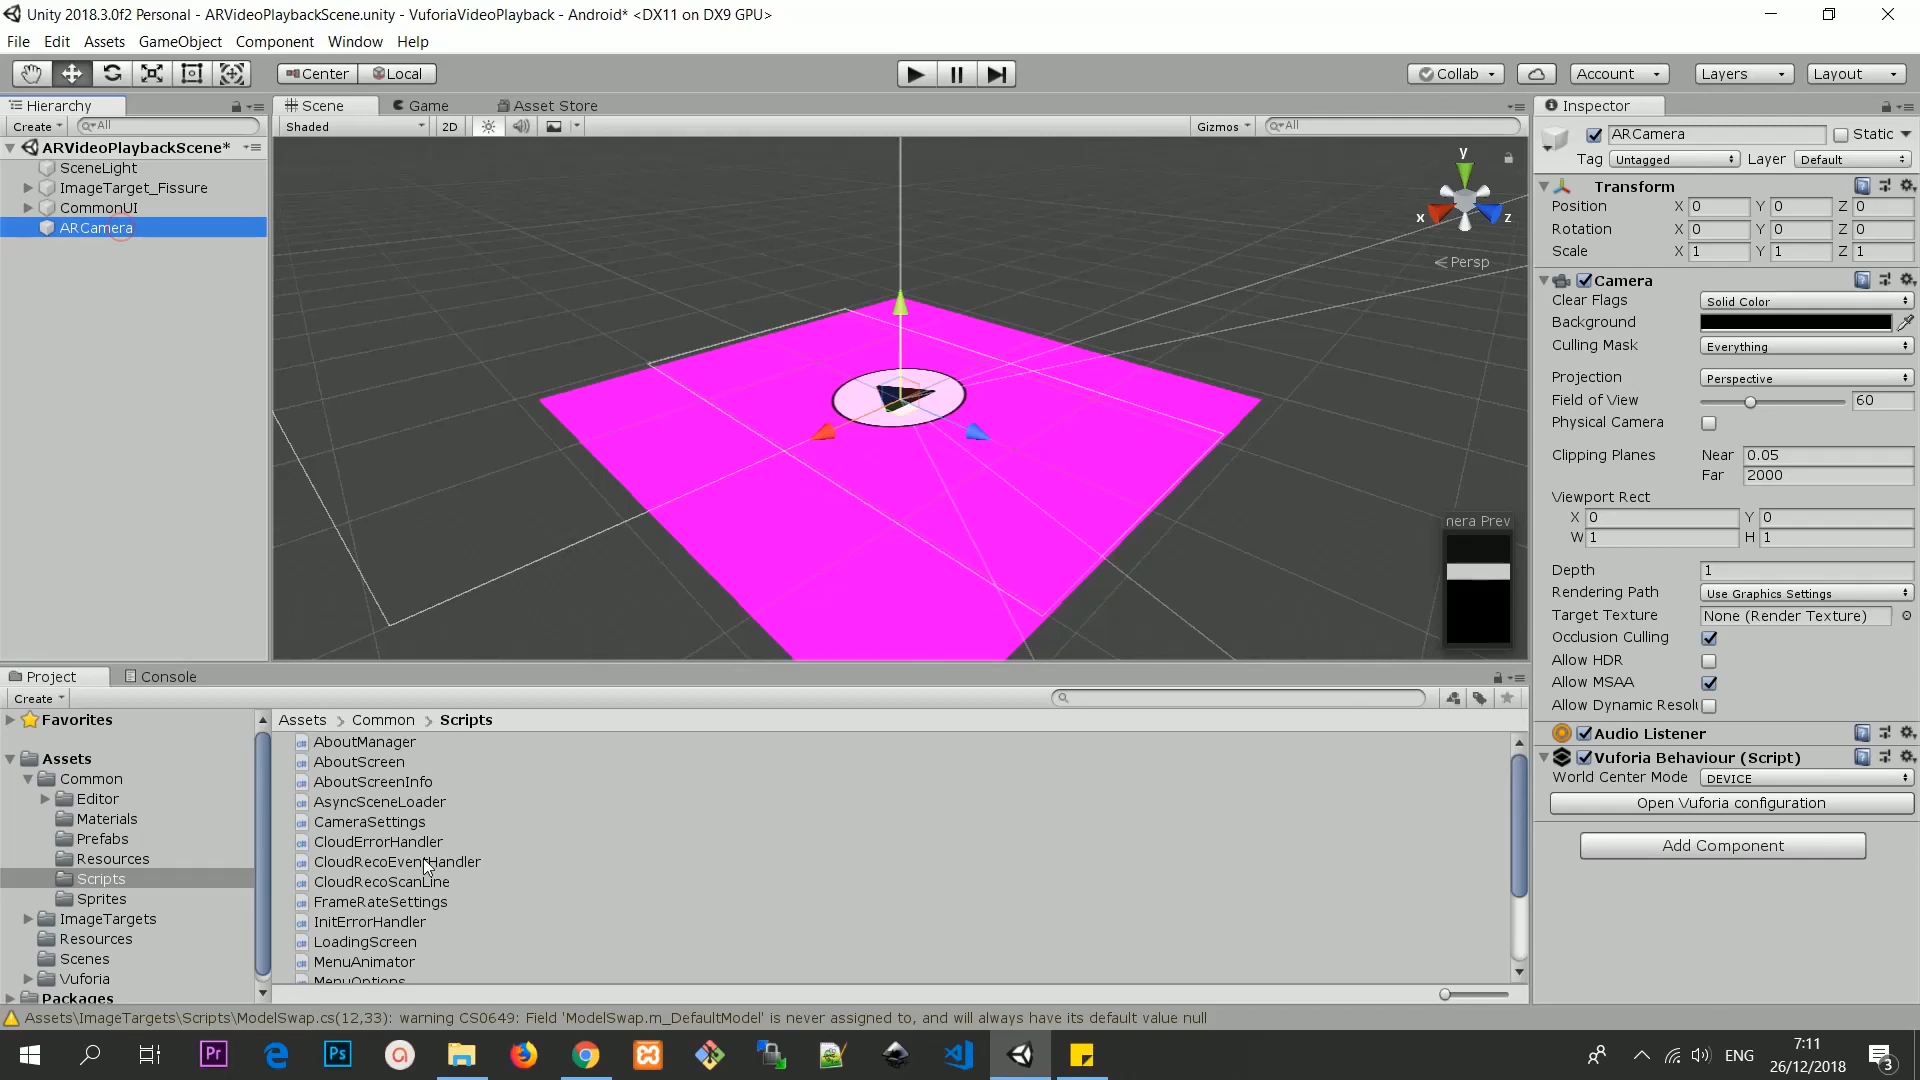 Unity 2018.3.0f2 Personal - ARVideoPlaybackScene.unity - VuforiaVideoPlayback - Android* <DX11 on DX9 GPU>
File Edit Assets GameObject Component Window Help
Center Local Collab Account Layers Layout
Hierarchy
Create All
ARVideoPlaybackScene*
SceneLight
ImageTarget_Fissure
CommonUI
ARCamera
Scene Game Asset Store
Shaded 2D Gizmos All
y
x z
Persp
nera Prev
Inspector
ARCamera Static
Tag Untagged Layer Default
Transform
Position X 0 Y 0 Z 0
Rotation X 0 Y 0 Z 0
Scale X 1 Y 1 Z 1
Camera
Clear Flags Solid Color
Background
Culling Mask Everything
Projection Perspective
Field of View 60
Physical Camera
Clipping Planes Near 0.05
Far 2000
Viewport Rect
X 0 Y 0
W 1 H 1
Depth 1
Rendering Path Use Graphics Settings
Target Texture None (Render Texture)
Occlusion Culling
Allow HDR
Allow MSAA
Allow Dynamic Resolu
Audio Listener
Vuforia Behaviour (Script)
World Center Mode DEVICE
Open Vuforia configuration
Add Component
Project Console
Create
Favorites
Assets
Common
Editor
Materials
Prefabs
Resources
Scripts
Sprites
ImageTargets
Resources
Scenes
Vuforia
Packages
Assets > Common > Scripts
AboutManager
AboutScreen
AboutScreenInfo
AsyncSceneLoader
CameraSettings
CloudErrorHandler
CloudRecoEventHandler
CloudRecoScanLine
FrameRateSettings
InitErrorHandler
LoadingScreen
MenuAnimator
MenuOptions
Assets\ImageTargets\Scripts\ModelSwap.cs(12,33): warning CS0649: Field 'ModelSwap.m_DefaultModel' is never assigned to, and will always have its default value null
Pr Ps
ENG
7:11
26/12/2018
3